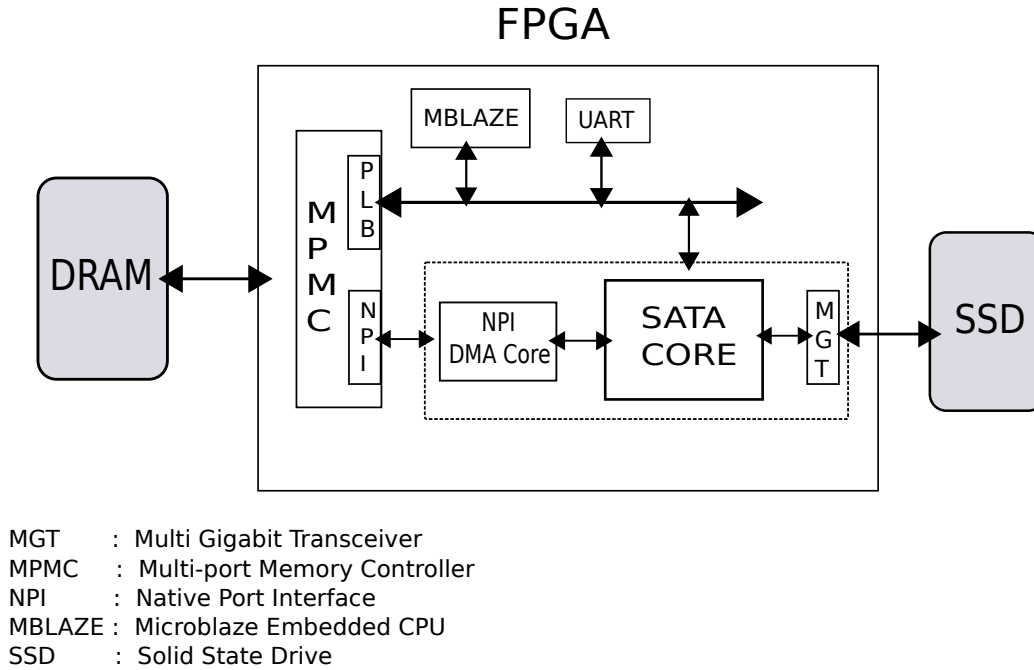 FPGA
MBLAZE
UART
P
L
B
M
P
M
C
DRAM
N
P
I
NPI
DMA Core
SATA
CORE
M
G
T
SSD
MGT : Multi Gigabit Transceiver
MPMC : Multi-port Memory Controller
NPI : Native Port Interface
MBLAZE : Microblaze Embedded CPU
SSD : Solid State Drive